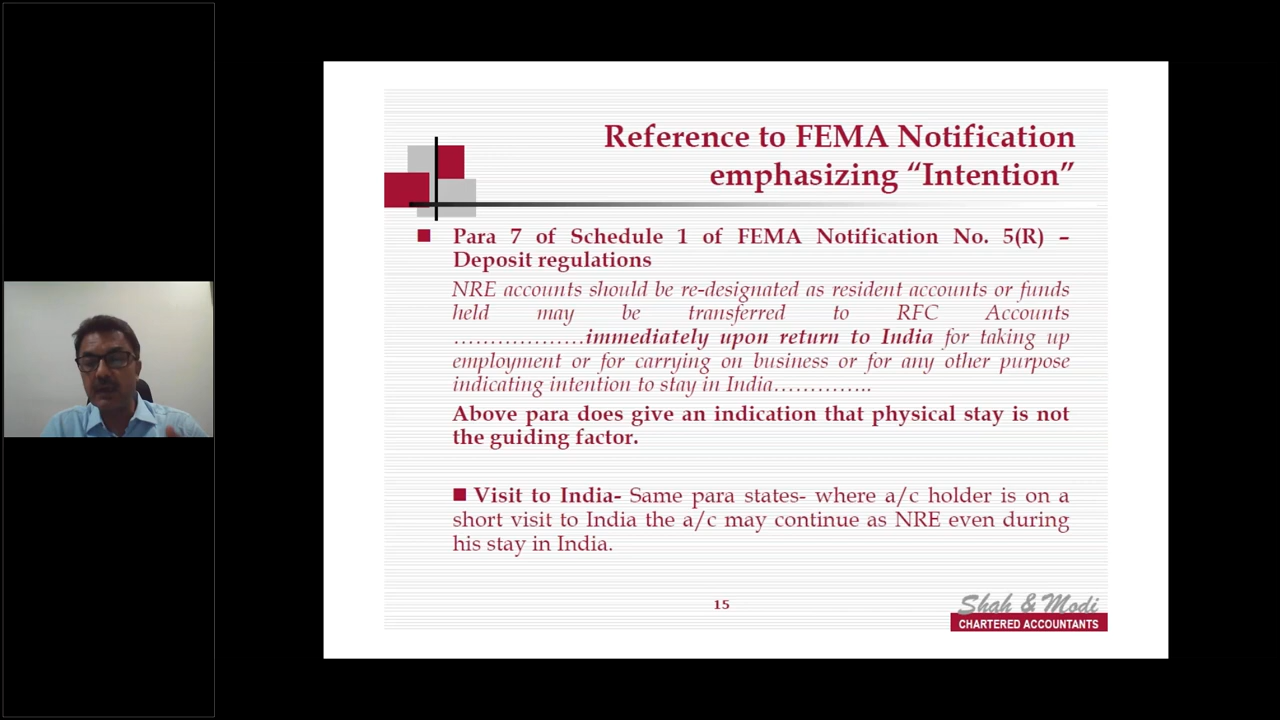 Reference to FEMA Notification
emphasizing “Intention”
Para 7 of Schedule 1 of FEMA Notification No. 5(R) –
Deposit regulations
NRE accounts should be re-designated as resident accounts or funds
held may be transferred to RFC Accounts
………………immediately upon return to India for taking up
employment or for carrying on business or for any other purpose
indicating intention to stay in India…………..
Above para does give an indication that physical stay is not
the guiding factor.
Visit to India- Same para states- where a/c holder is on a
short visit to India the a/c may continue as NRE even during
his stay in India.
15
Shah & Modi
CHARTERED ACCOUNTANTS